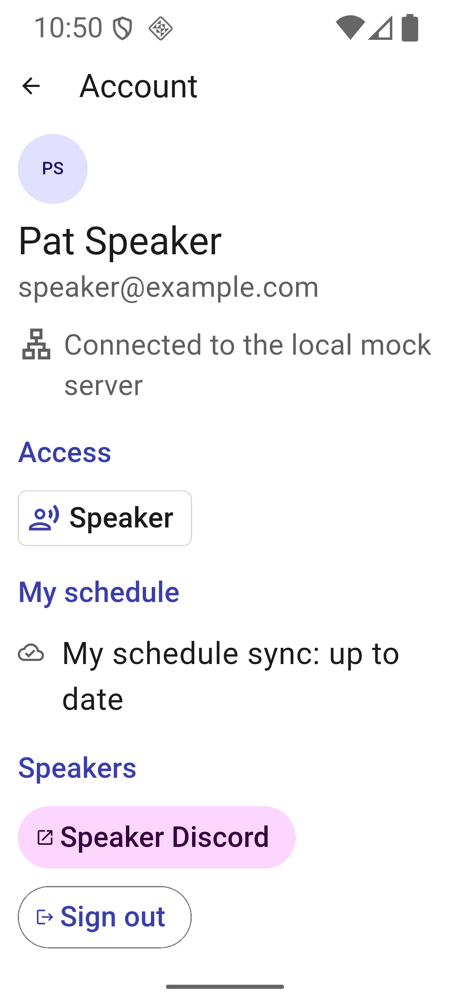 10:50
Account
PS
Pat Speaker
speaker@example.com
Connected to the local mock
server
Access
Speaker
My schedule
My schedule sync: up to
date
Speakers
Speaker Discord
Sign out